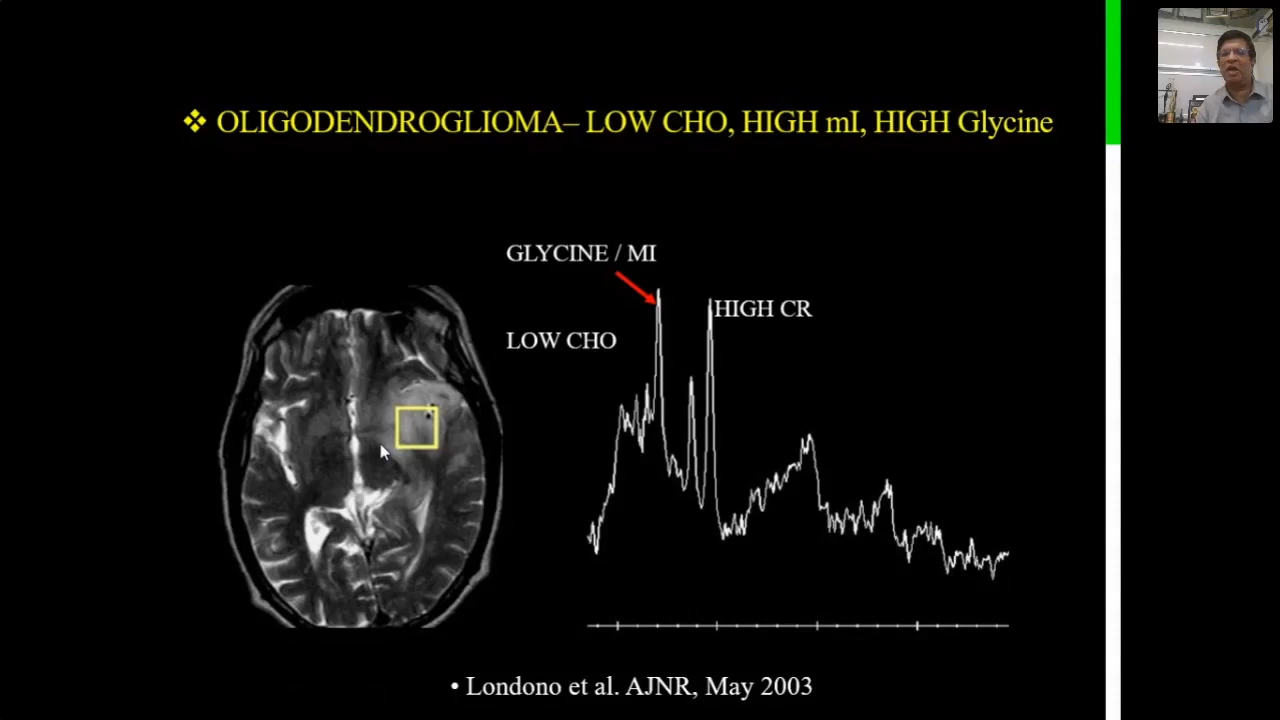 ❖ OLIGODENDROGLIOMA– LOW CHO, HIGH mI, HIGH Glycine
GLYCINE / MI
HIGH CR
LOW CHO
• Londono et al. AJNR, May 2003